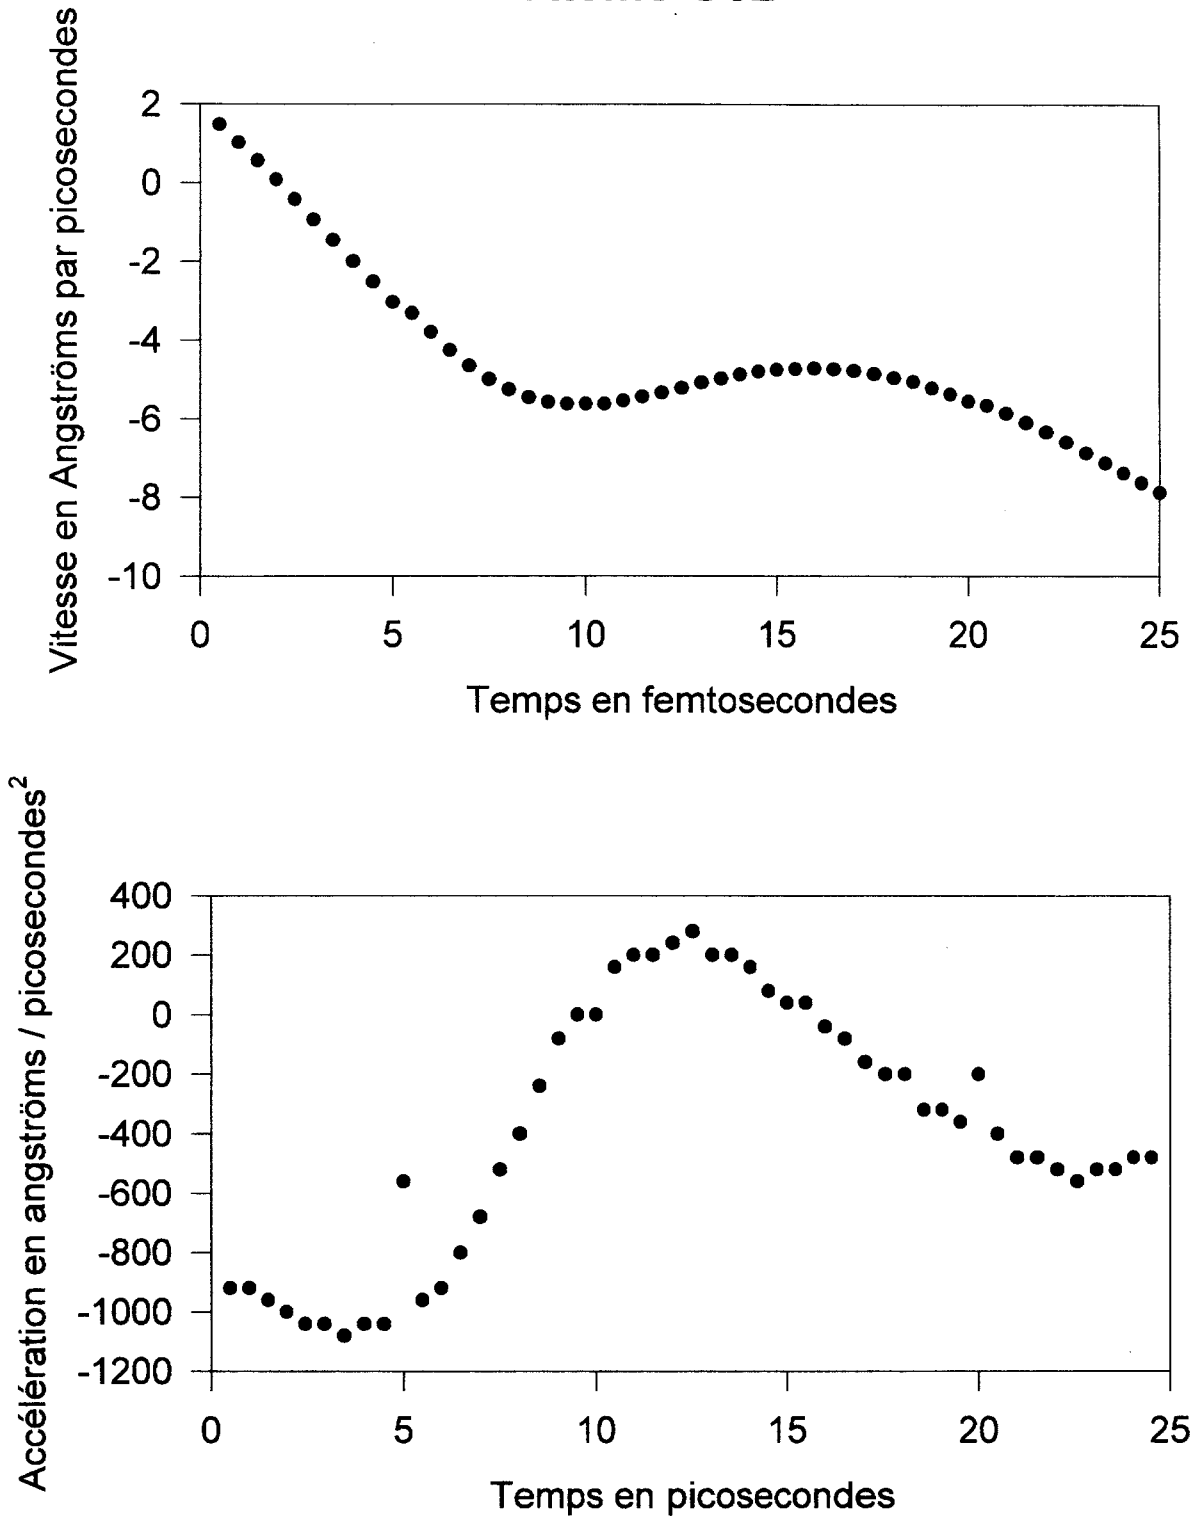 Vitesse en Angströms par picosecondes
2
0
-2
-4
-6
-8
-10
0 5 10 15 20 25
Temps en femtosecondes
Accélération en angströms / picosecondes²
400
200
0
-200
-400
-600
-800
-1000
-1200
0 5 10 15 20 25
Temps en picosecondes